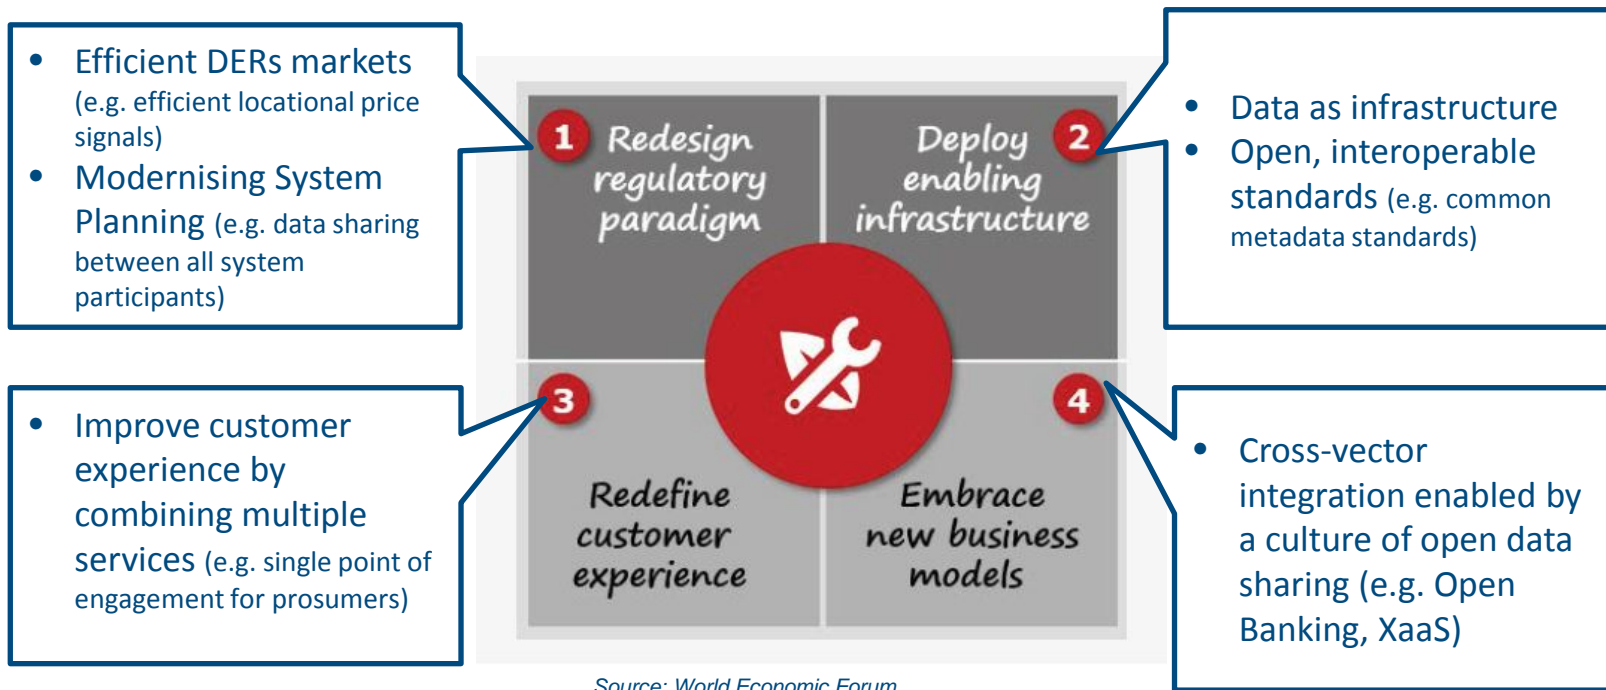 • Efficient DERs markets
(e.g. efficient locational price
signals)
• Modernising System
Planning (e.g. data sharing
between all system
participants)
1
Redesign
regulatory
paradigm
Deploy
enabling
infrastructure
2
• Data as infrastructure
• Open, interoperable
standards (e.g. common
metadata standards)
• Improve customer
experience by
combining multiple
services (e.g. single point of
engagement for prosumers)
3
Redefine
customer
experience
4
Embrace
new business
models
• Cross-vector
integration enabled by
a culture of open data
sharing (e.g. Open
Banking, XaaS)
Source: World Economic Forum